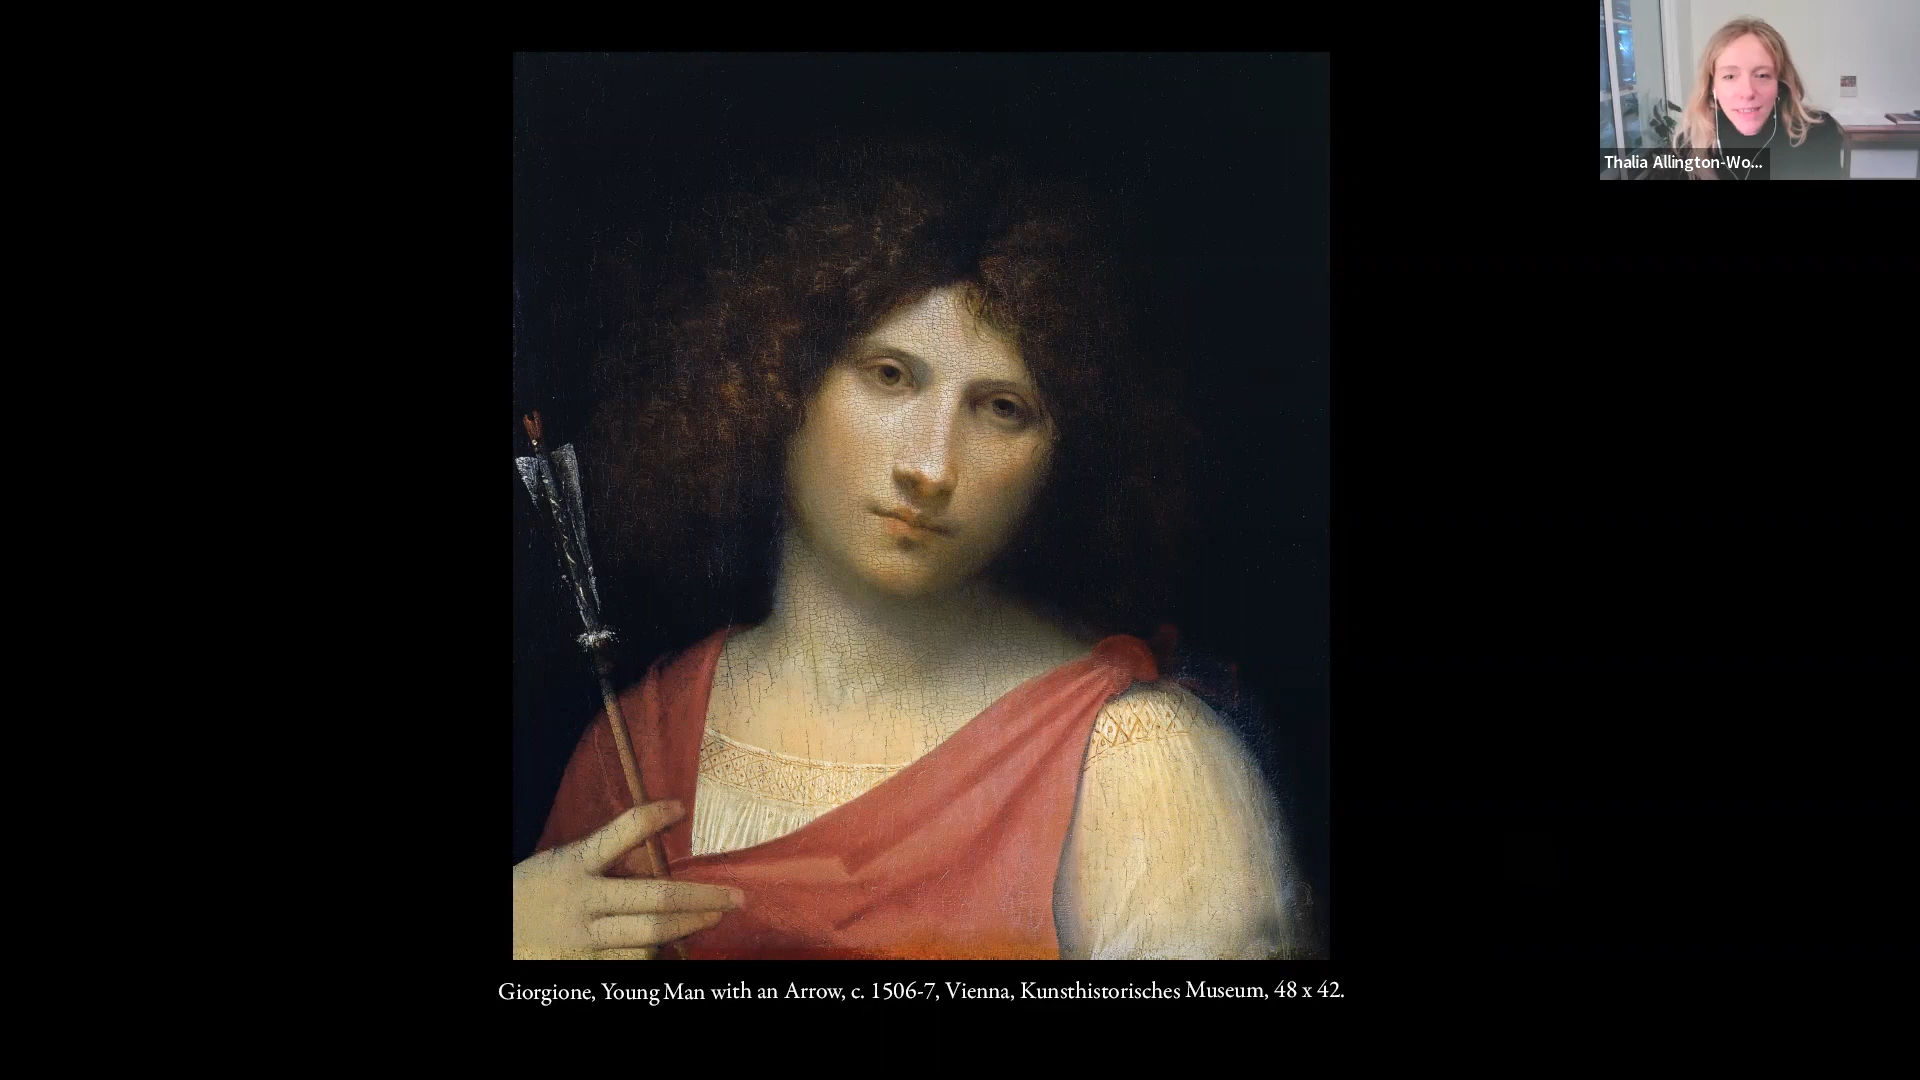 Thalia Allington-Wo...
Giorgione, Young Man with an Arrow, c. 1506-7, Vienna, Kunsthistorisches Museum, 48 x 42.